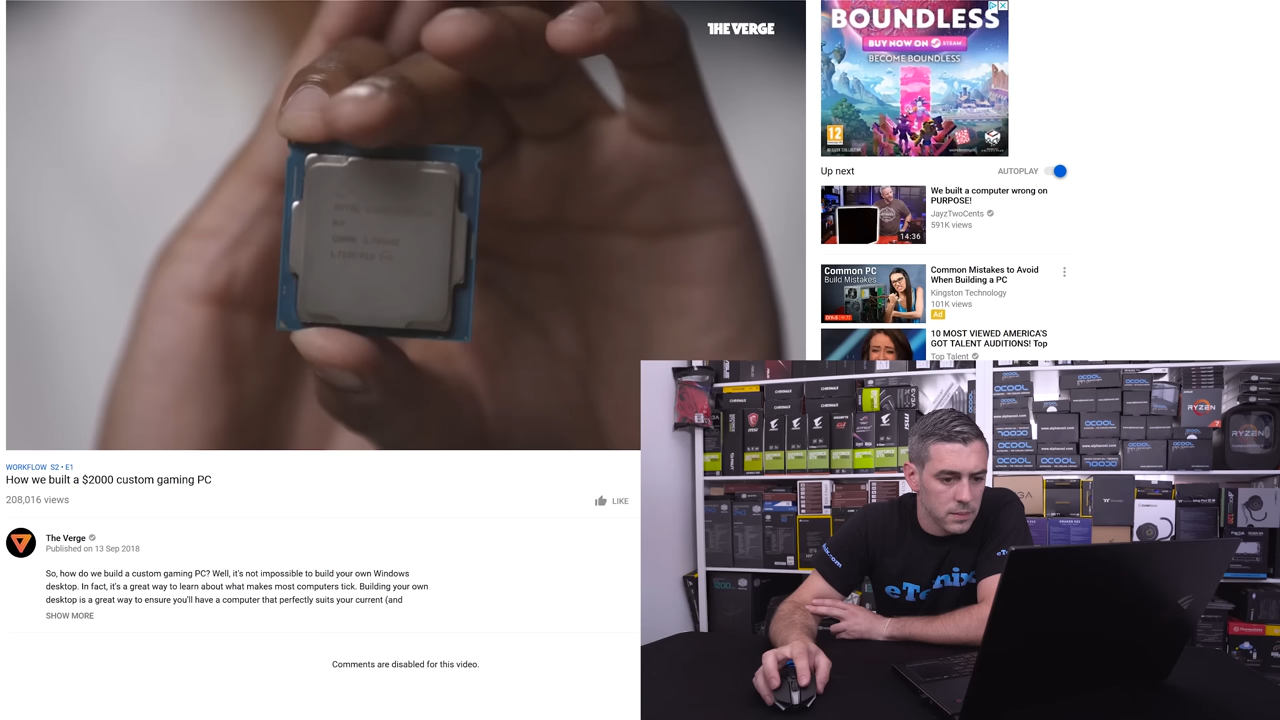 THE VERGE
BOUNDLESS
BUY NOW ON STEAM
BECOME BOUNDLESS
12
Up next
AUTOPLAY
We built a computer wrong on
PURPOSE!
JayzTwoCents
591K views
14:36
Common PC
Build Mistakes
Common Mistakes to Avoid
When Building a PC
Kingston Technology
101K views
Ad
10 MOST VIEWED AMERICA'S
GOT TALENT AUDITIONS! Top
Top Talent
WORKFLOW S2 • E1
How we built a $2000 custom gaming PC
208,016 views
LIKE
The Verge
Published on 13 Sep 2018
So, how do we build a custom gaming PC? Well, it's not impossible to build your own Windows
desktop. In fact, it's a great way to learn about what makes most computers tick. Building your own
desktop is a great way to ensure you'll have a computer that perfectly suits your current (and
SHOW MORE
Comments are disabled for this video.
RYZEN
RYZEN
eTeknix